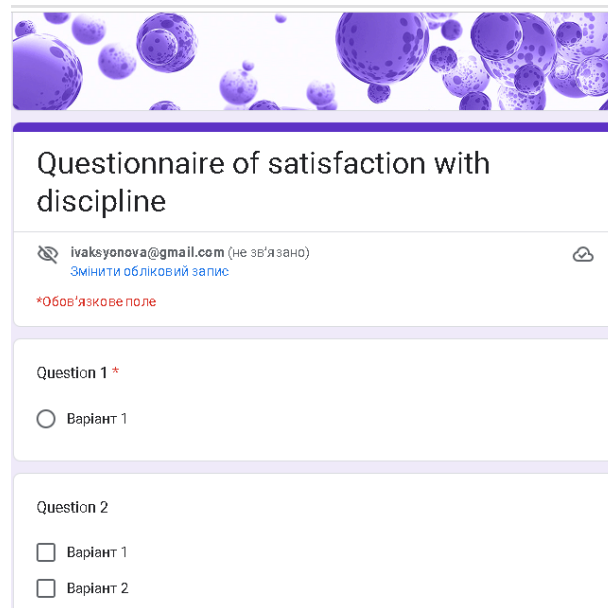 Questionnaire of satisfaction with
discipline
ivaksyonova@gmail.com (не зв'язано)
Змінити обліковий запис
*Обов'язкове поле
Question 1 *
Варіант 1
Question 2
Варіант 1
Варіант 2